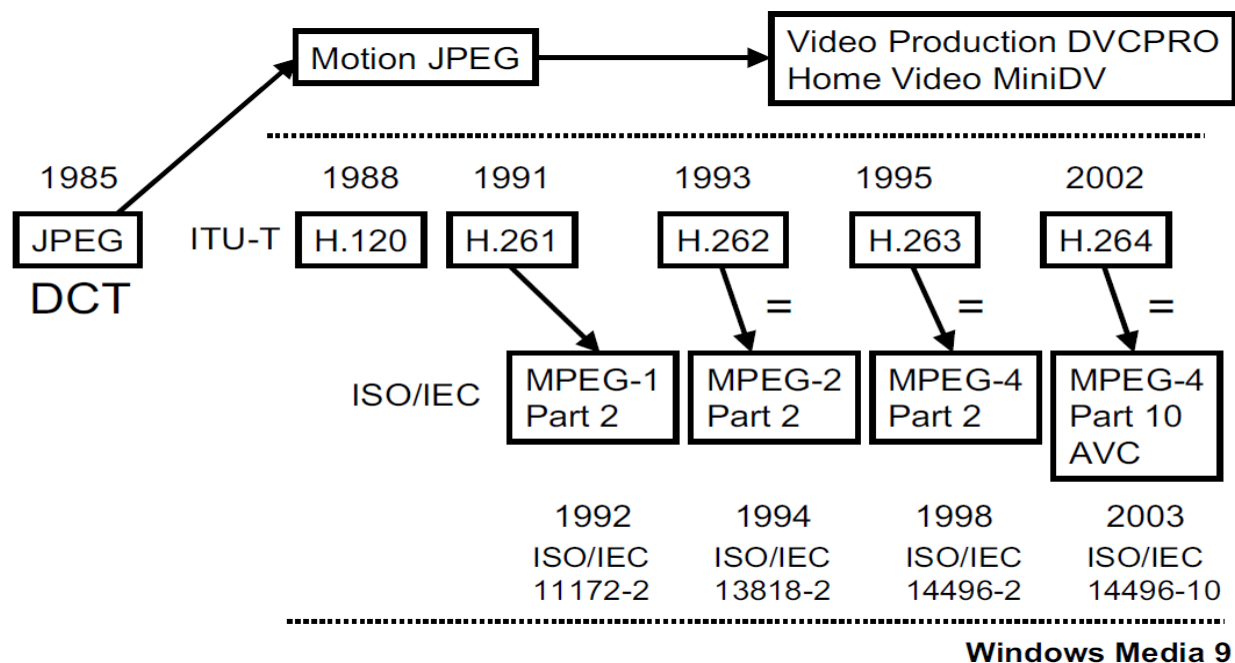 Motion JPEG
Video Production DVCPRO
Home Video MiniDV
1985
1988
1991
1993
1995
2002
JPEG
ITU-T
H.120
H.261
H.262
H.263
H.264
DCT
=
=
=
ISO/IEC
MPEG-1
Part 2
MPEG-2
Part 2
MPEG-4
Part 2
MPEG-4
Part 10
AVC
1992
ISO/IEC
11172-2
1994
ISO/IEC
13818-2
1998
ISO/IEC
14496-2
2003
ISO/IEC
14496-10
Windows Media 9